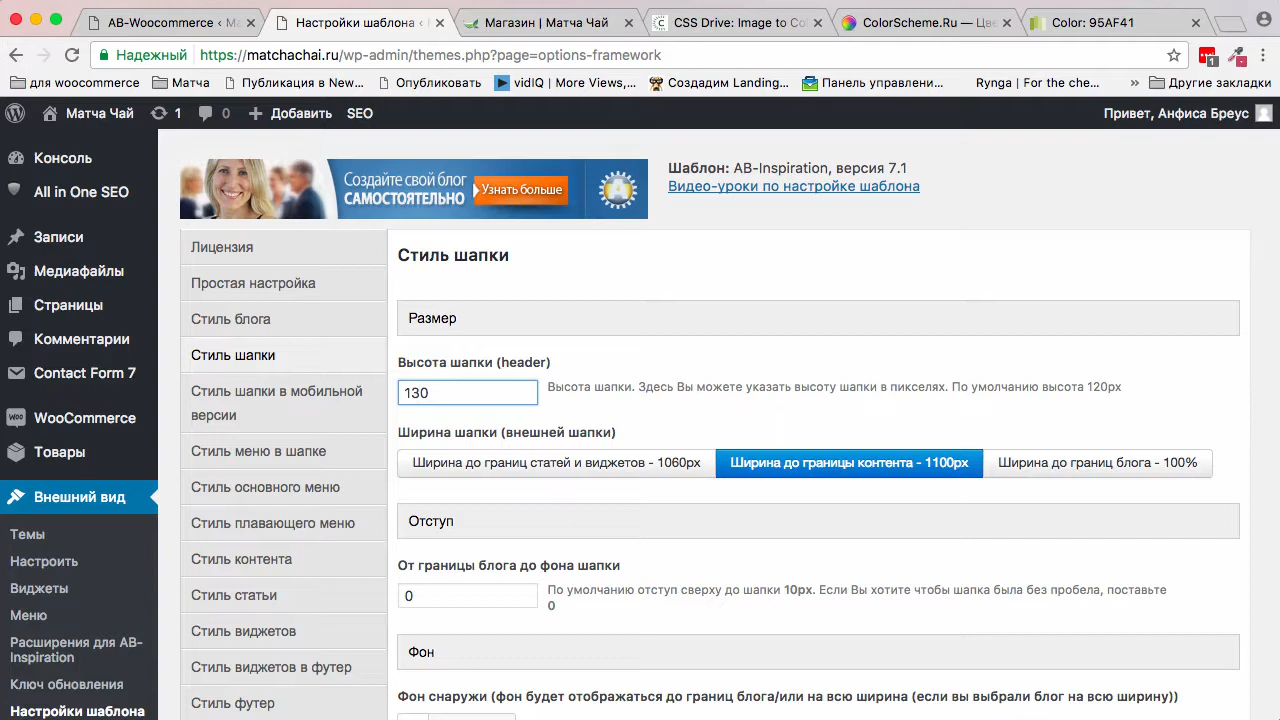 AB-Woocommerce ‹ Ма
Настройки шаблона ‹
Магазин | Матча Чай
CSS Drive: Image to Col
ColorScheme.Ru — Цве
Color: 95AF41
Надежный
https://matchachai.ru/wp-admin/themes.php?page=options-framework
1
для woocommerce
Матча
Публикация в New...
Опубликовать
vidIQ | More Views,...
Создадим Landing...
Панель управлени...
Rynga | For the che...
»
Другие закладки
Матча Чай
1
0
Добавить
SEO
Привет, Анфиса Бреус
Консоль
All in One SEO
Записи
Медиафайлы
Страницы
Комментарии
Contact Form 7
WooCommerce
Товары
Внешний вид
Темы
Настроить
Виджеты
Меню
Расширения для AB-
Inspiration
Ключ обновления
Настройки шаблона
Создайте свой блог
САМОСТОЯТЕЛЬНО
Узнать больше
Шаблон: AB-Inspiration, версия 7.1
Видео-уроки по настройке шаблона
Лицензия
Простая настройка
Стиль блога
Стиль шапки
Стиль шапки в мобильной
версии
Стиль меню в шапке
Стиль основного меню
Стиль плавающего меню
Стиль контента
Стиль статьи
Стиль виджетов
Стиль виджетов в футер
Стиль футер
Стиль шапки
Размер
Высота шапки (header)
130
Высота шапки. Здесь Вы можете указать высоту шапки в пикселях. По умолчанию высота 120px
Ширина шапки (внешней шапки)
Ширина до границ статей и виджетов - 1060px
Ширина до границы контента - 1100px
Ширина до границ блога - 100%
Отступ
От границы блога до фона шапки
0
По умолчанию отступ сверху до шапки 10px. Если Вы хотите чтобы шапка была без пробела, поставьте
0
Фон
Фон снаружи (фон будет отображаться до границ блога/или на всю ширина (если вы выбрали блог на всю ширину))